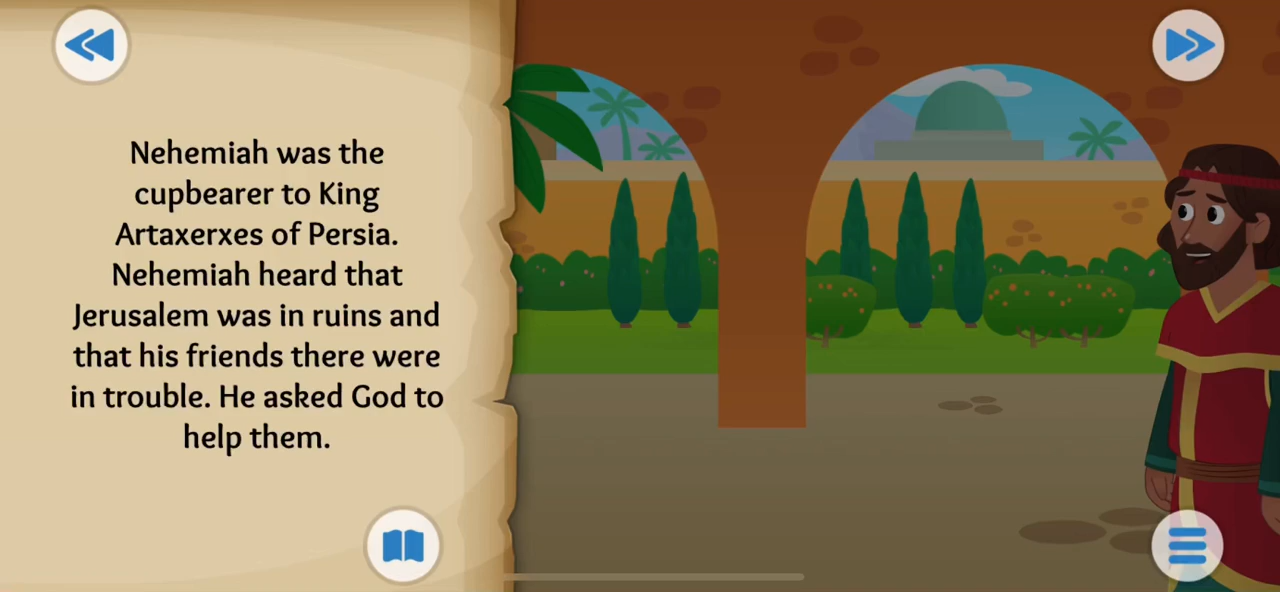 Nehemiah was the
cupbearer to King
Artaxerxes of Persia.
Nehemiah heard that
Jerusalem was in ruins and
that his friends there were
in trouble. He asked God to
help them.